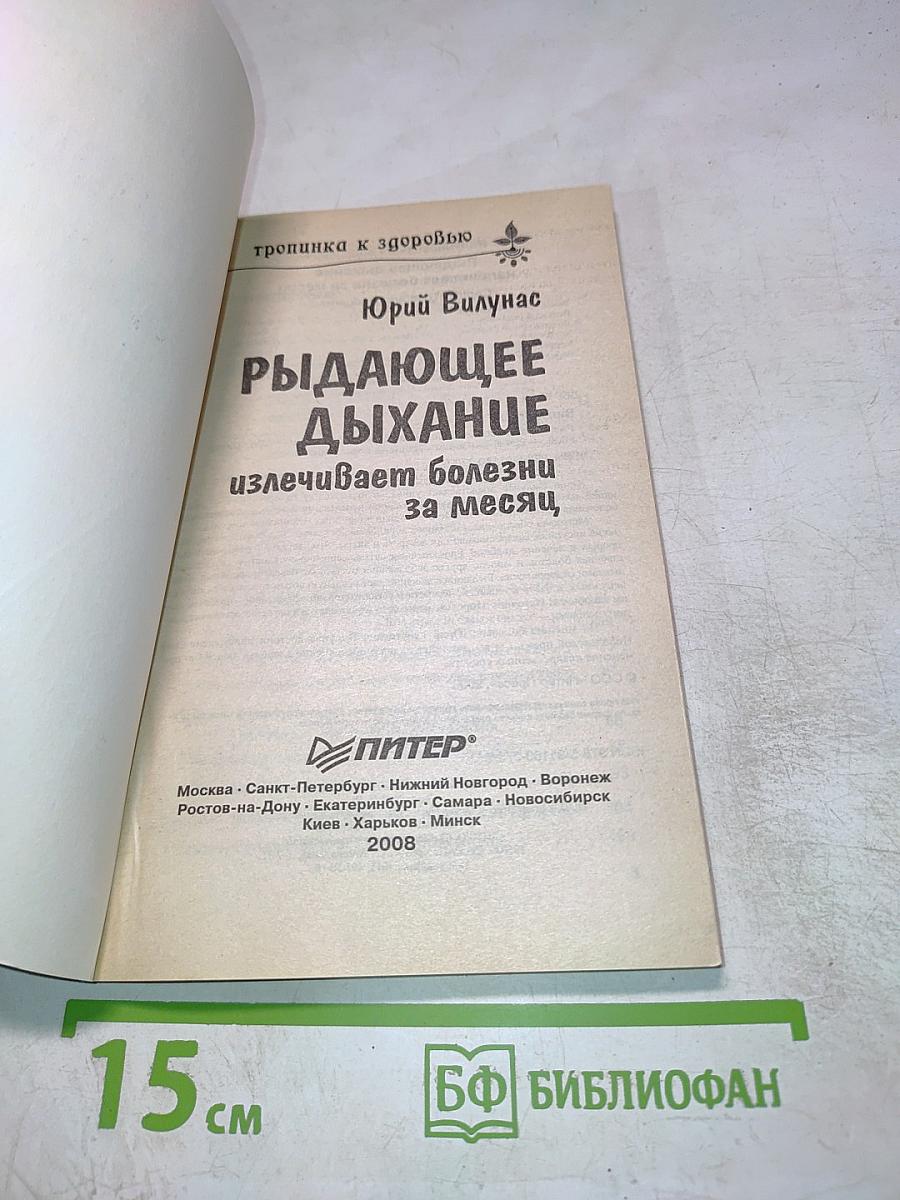 тропинка к здоровью
Юрий Вилунас
РЫДАЮЩЕЕ
ДЫХАНИЕ
излечивает болезни
за месяц
ПИТЕР®
Москва · Санкт-Петербург · Нижний Новгород · Воронеж
Ростов-на-Дону · Екатеринбург · Самара · Новосибирск
Киев · Харьков · Минск
2008
15 см
БФ БИБЛИОФАН